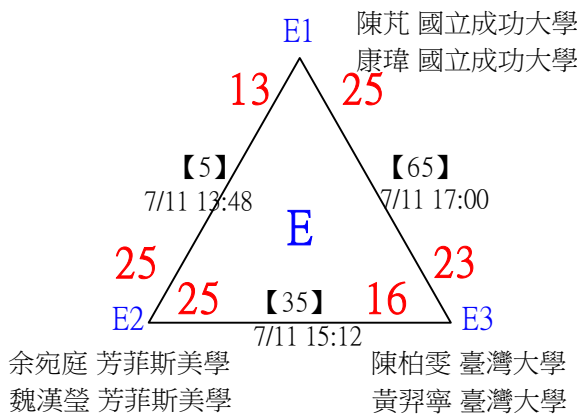 E1
陳芃 國立成功大學
康瑋 國立成功大學
13
25
【5】
7/11 13:48
【65】
7/11 17:00
E
25
23
25
【35】
16
E2
7/11 15:12
E3
余宛庭 芳菲斯美學
魏漢瑩 芳菲斯美學
陳柏雯 臺灣大學
黃羿寧 臺灣大學